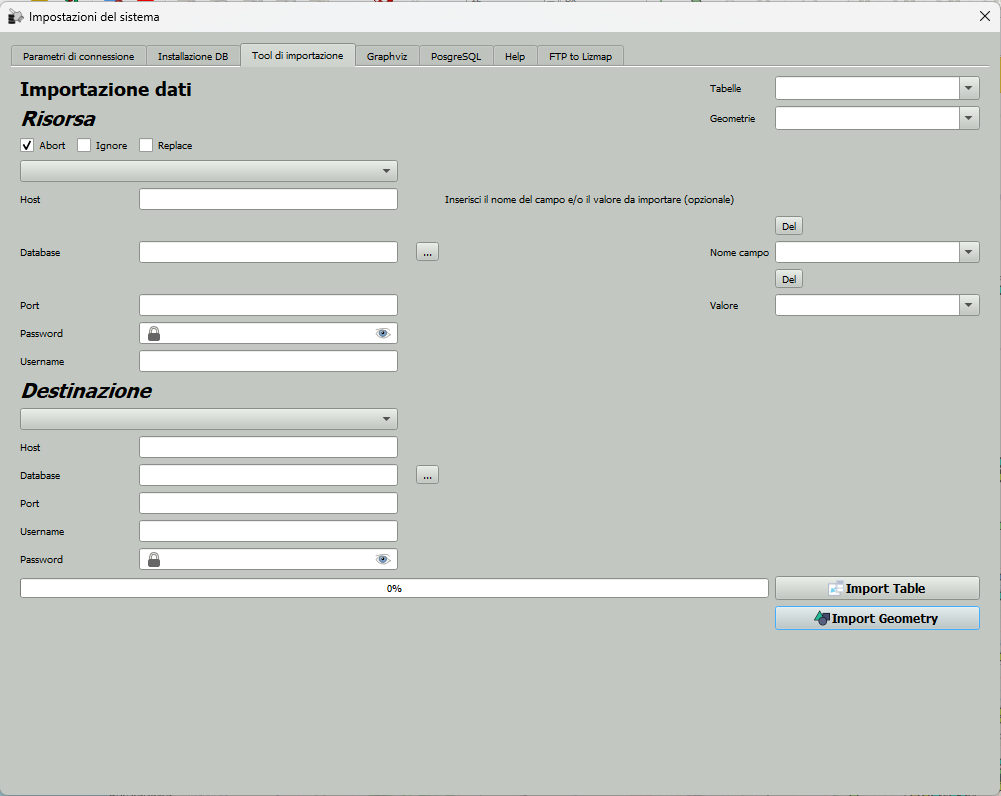 Impostazioni del sistema
Parametri di connessione Installazione DB Tool di importazione Graphviz PosgreSQL Help FTP to Lizmap
Importazione dati
Tabelle
Risorsa
Geometrie
Abort Ignore Replace
Host
Inserisci il nome del campo e/o il valore da importare (opzionale)
Del
Database
...
Nome campo
Del
Port
Valore
Password
Username
Destinazione
Host
Database
...
Port
Username
Password
0%
Import Table
Import Geometry